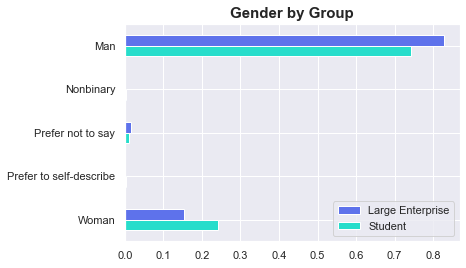 Gender by Group
Man
Nonbinary
Prefer not to say
Prefer to self-describe
Woman
Large Enterprise
Student
0.0 0.1 0.2 0.3 0.4 0.5 0.6 0.7 0.8